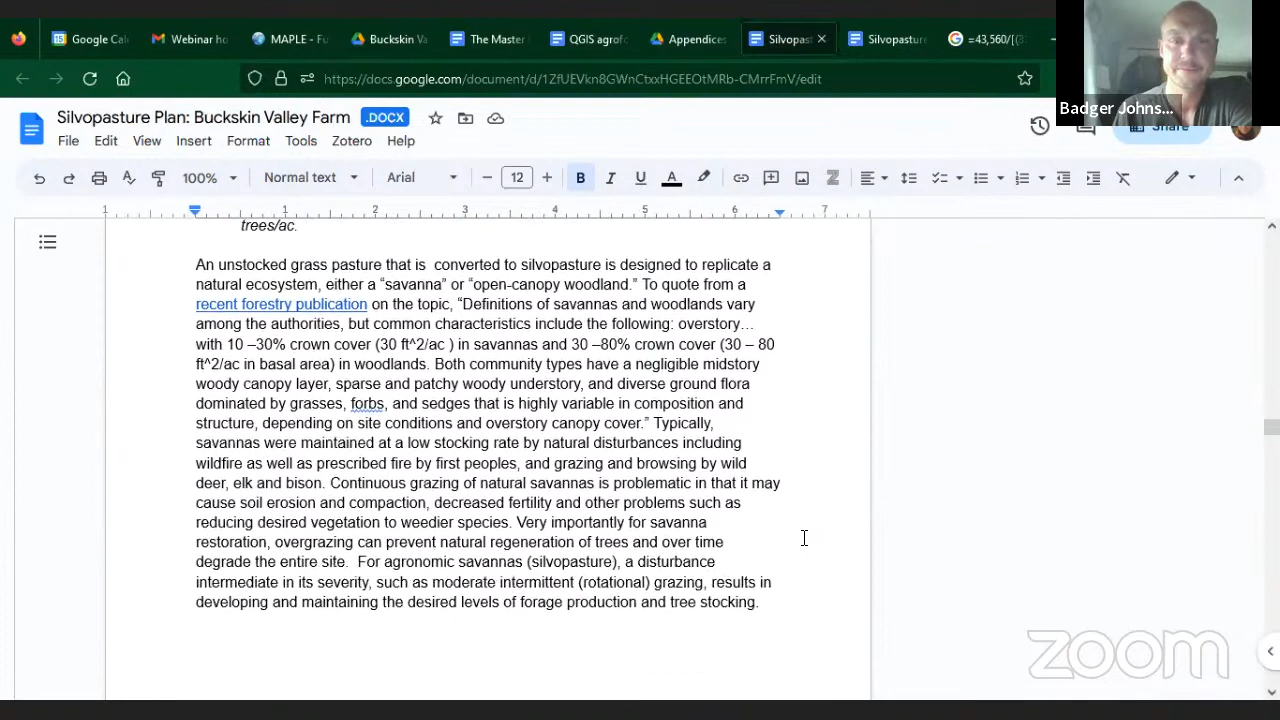 Google Cal
Webinar ho
MAPLE - Fu
Buckskin Va
The Master
QGIS agrofo
Appendices
Silvopast
Silvopasture
=43,560/[(3
https://docs.google.com/document/d/1ZfUEVkn8GWnCtxxHGEEOtMRb-CMrrFmV/edit
Badger Johns...
Silvopasture Plan: Buckskin Valley Farm .DOCX
Share
File Edit View Insert Format Tools Zotero Help
100% Normal text Arial 12 B I U A
1 1 2 3 4 5 6 7
trees/ac.
An unstocked grass pasture that is converted to silvopasture is designed to replicate a
natural ecosystem, either a “savanna” or “open-canopy woodland.” To quote from a
recent forestry publication on the topic, “Definitions of savannas and woodlands vary
among the authorities, but common characteristics include the following: overstory…
with 10 –30% crown cover (30 ft^2/ac ) in savannas and 30 –80% crown cover (30 – 80
ft^2/ac in basal area) in woodlands. Both community types have a negligible midstory
woody canopy layer, sparse and patchy woody understory, and diverse ground flora
dominated by grasses, forbs, and sedges that is highly variable in composition and
structure, depending on site conditions and overstory canopy cover.” Typically,
savannas were maintained at a low stocking rate by natural disturbances including
wildfire as well as prescribed fire by first peoples, and grazing and browsing by wild
deer, elk and bison. Continuous grazing of natural savannas is problematic in that it may
cause soil erosion and compaction, decreased fertility and other problems such as
reducing desired vegetation to weedier species. Very importantly for savanna
restoration, overgrazing can prevent natural regeneration of trees and over time
degrade the entire site. For agronomic savannas (silvopasture), a disturbance
intermediate in its severity, such as moderate intermittent (rotational) grazing, results in
developing and maintaining the desired levels of forage production and tree stocking.
zoom